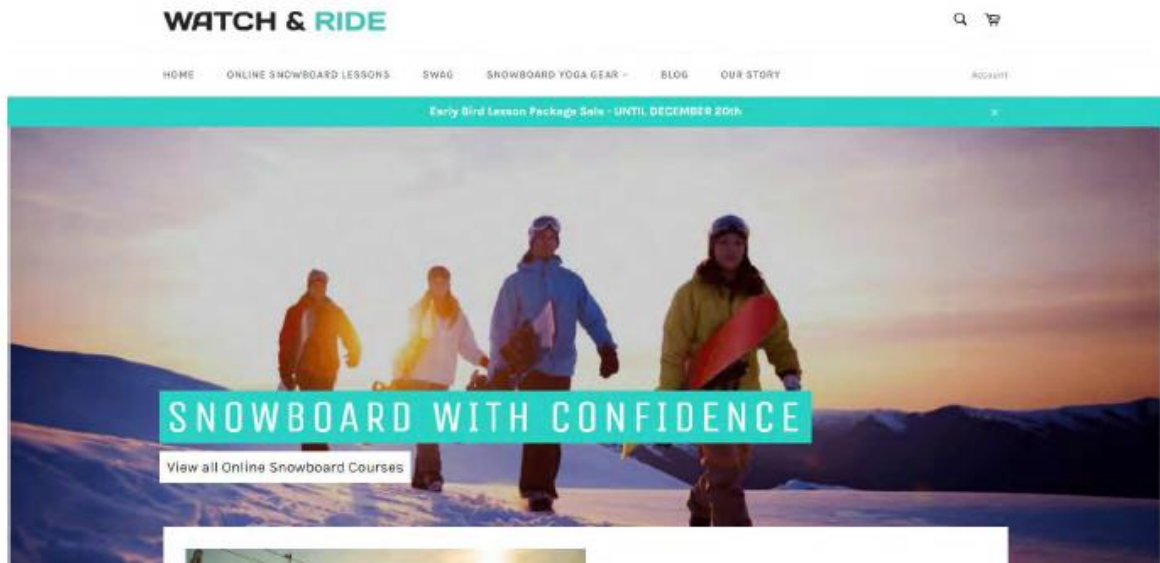 WATCH & RIDE
HOME ONLINE SNOWBOARD LESSONS SWAG SNOWBOARD YOGA GEAR BLOG OUR STORY Account
Early Bird Lesson Package Sale - UNTIL DECEMBER 20th ×
SNOWBOARD WITH CONFIDENCE
View all Online Snowboard Courses